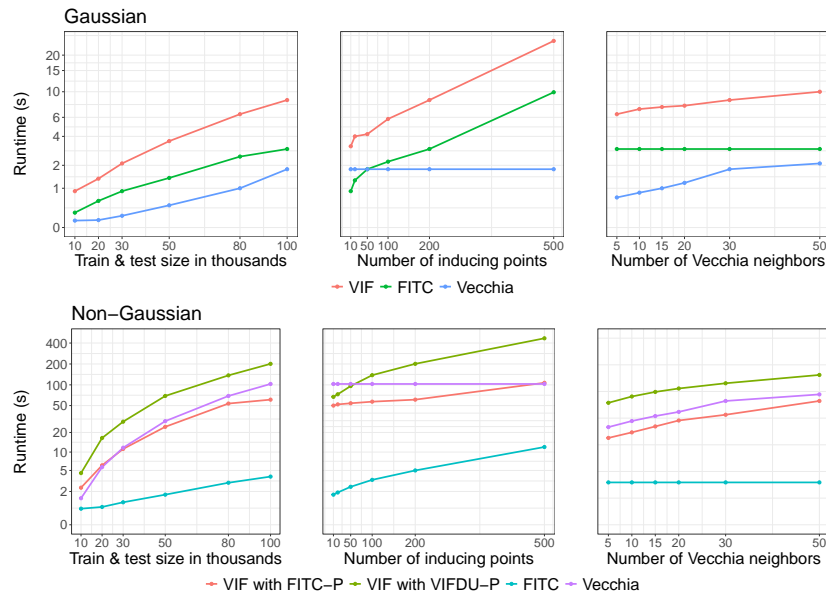 Gaussian
Runtime (s)
20
15
10
6
4
2
1
0
10 20 30 50 80 100
Train & test size in thousands
10 50 100 200 500
Number of inducing points
5 10 15 20 30 50
Number of Vecchia neighbors
VIF FITC Vecchia
Non−Gaussian
Runtime (s)
400
200
100
50
20
10
5
2
0
10 20 30 50 80 100
Train & test size in thousands
10 50 100 200 500
Number of inducing points
5 10 15 20 30 50
Number of Vecchia neighbors
VIF with FITC−P VIF with VIFDU−P FITC Vecchia